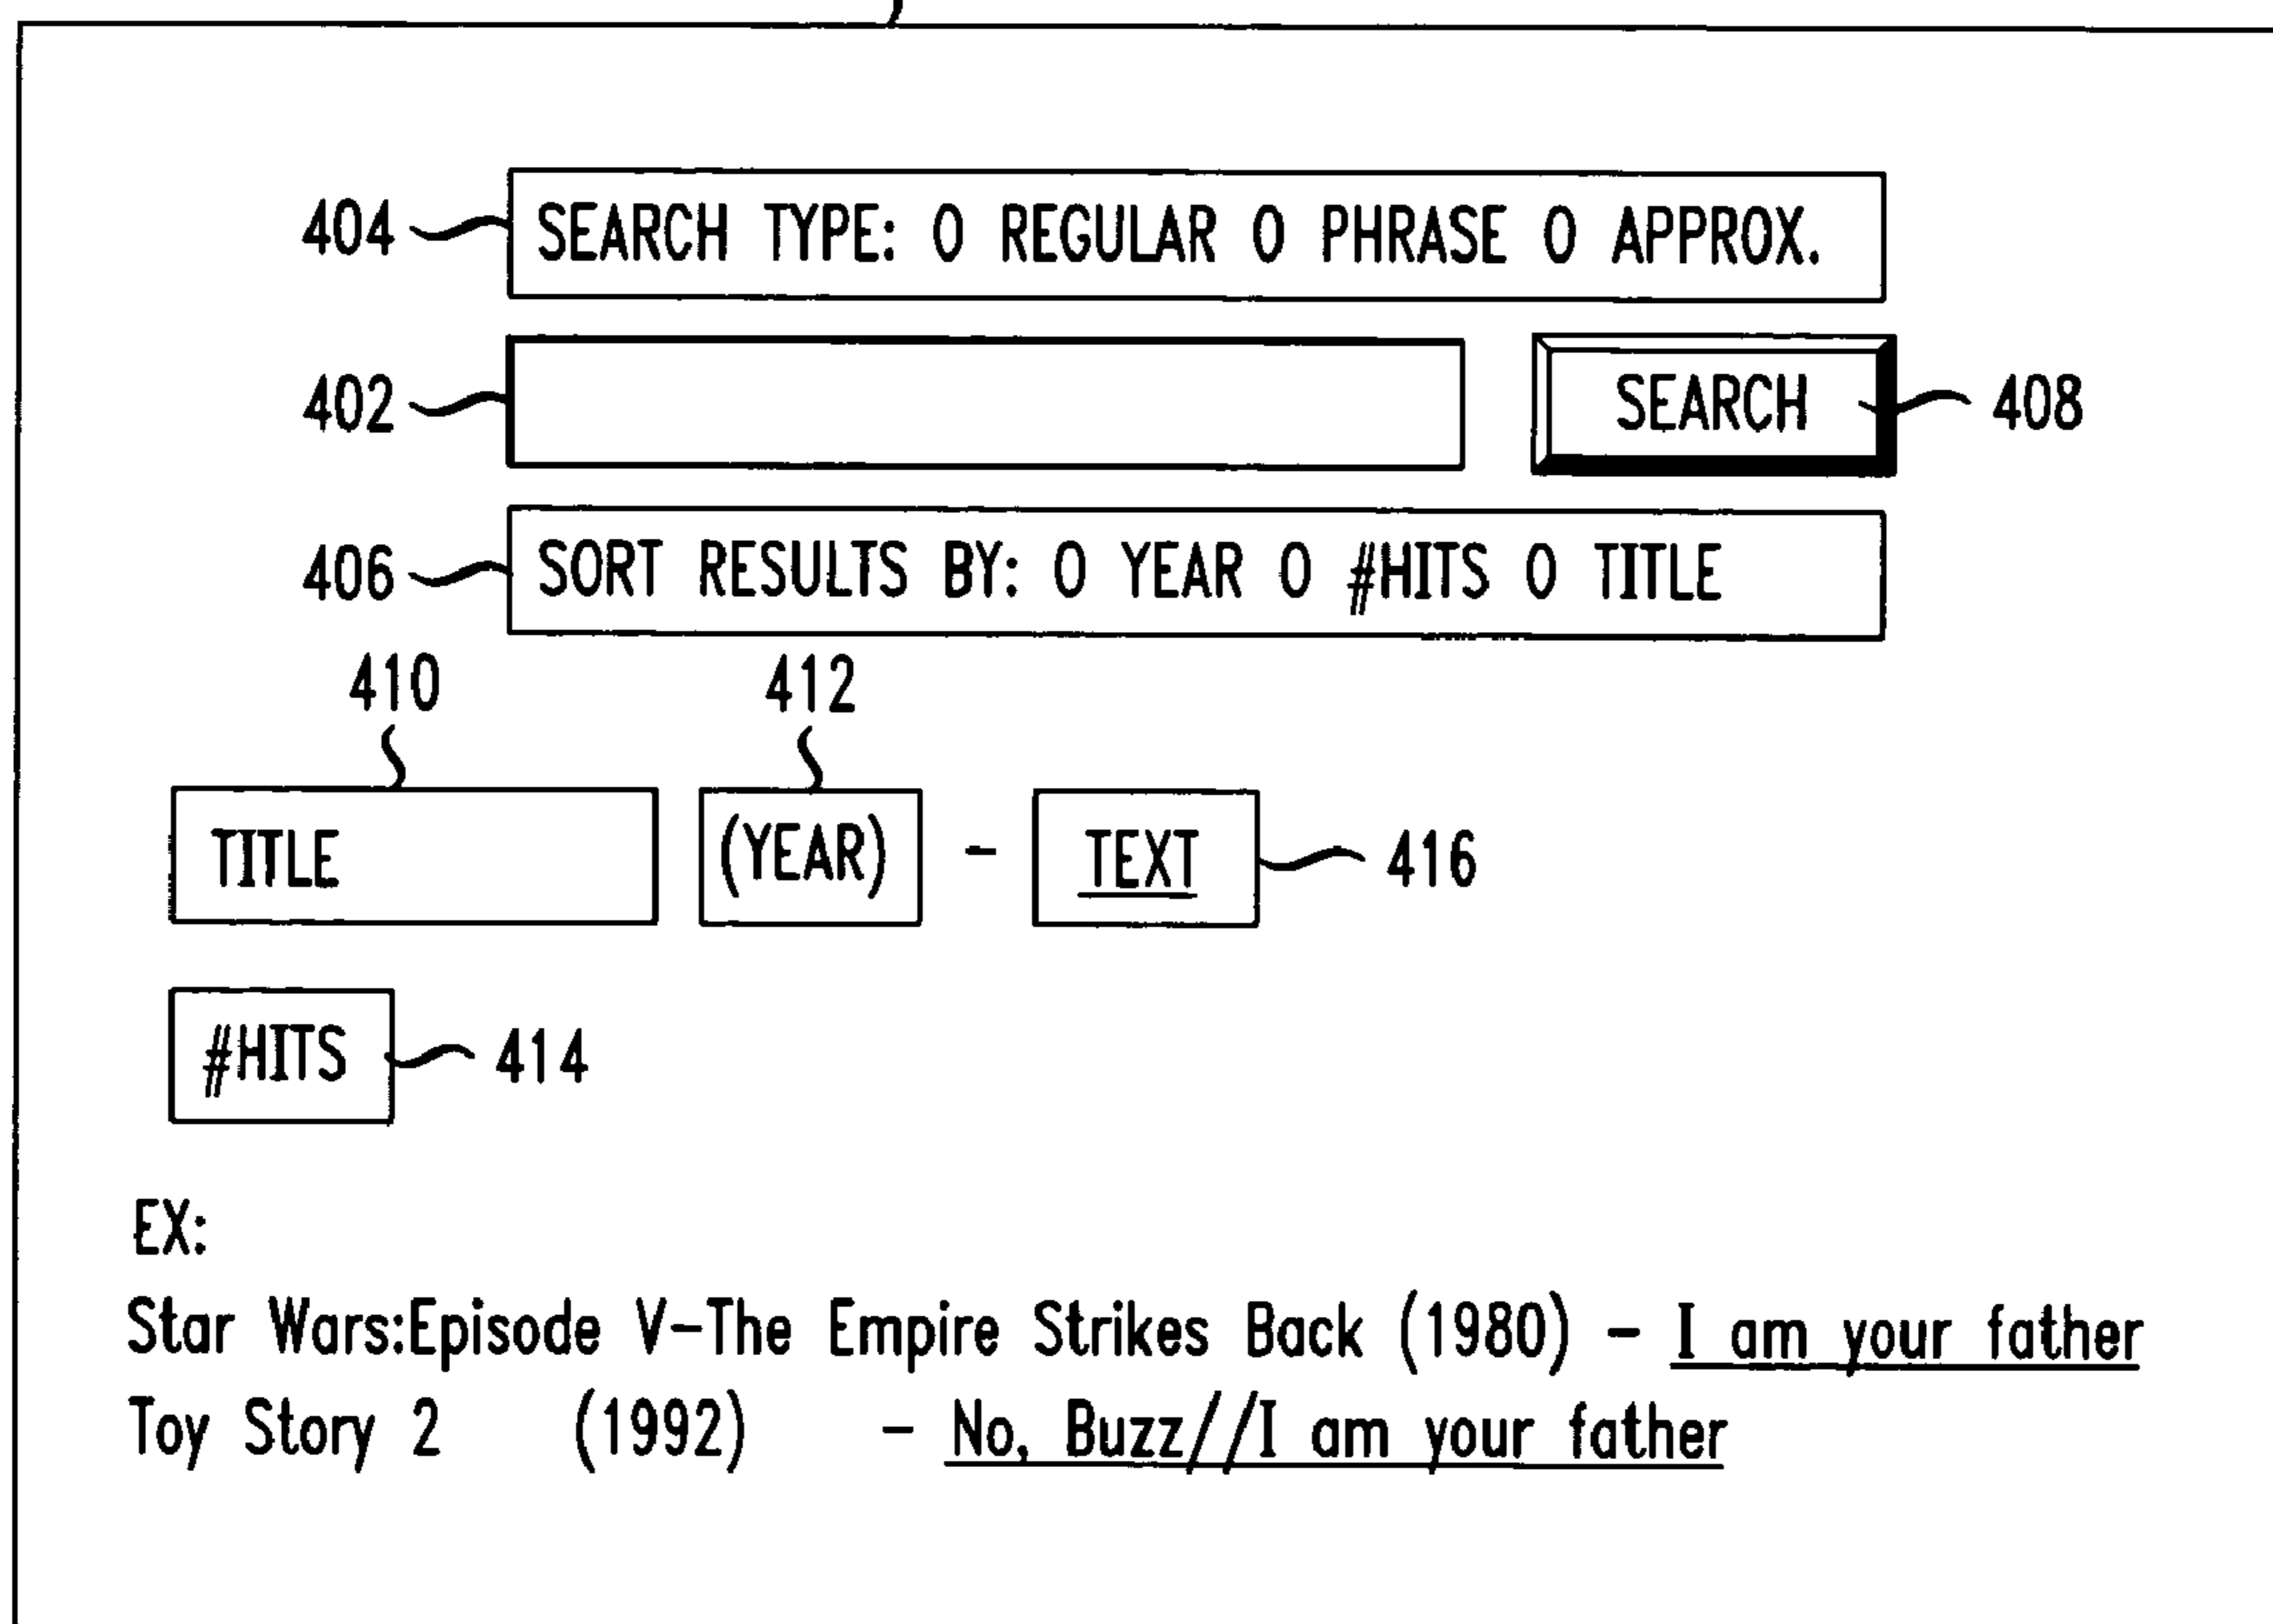 404 SEARCH TYPE: O REGULAR O PHRASE O APPROX.
402 SEARCH 408
406 SORT RESULTS BY: O YEAR O #HITS O TITLE
410 412
TITLE (YEAR) - TEXT 416
#HITS 414
EX:
Star Wars:Episode V-The Empire Strikes Back (1980) - I am your father
Toy Story 2 (1992) - No, Buzz//I am your father